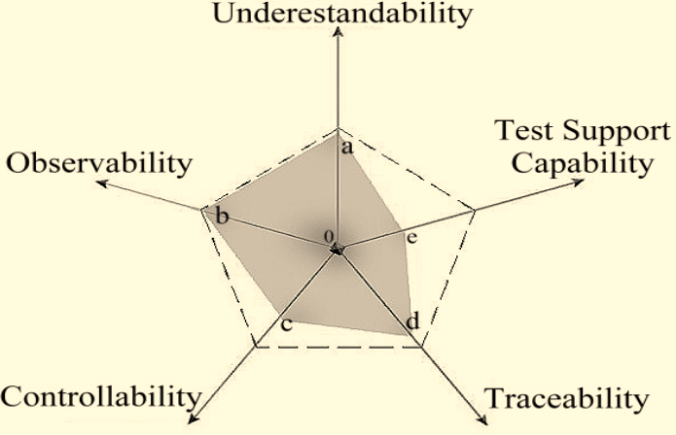 Underestandability
Test Support
Capability
Observability
a
b
0
e
c
d
Controllability
Traceability